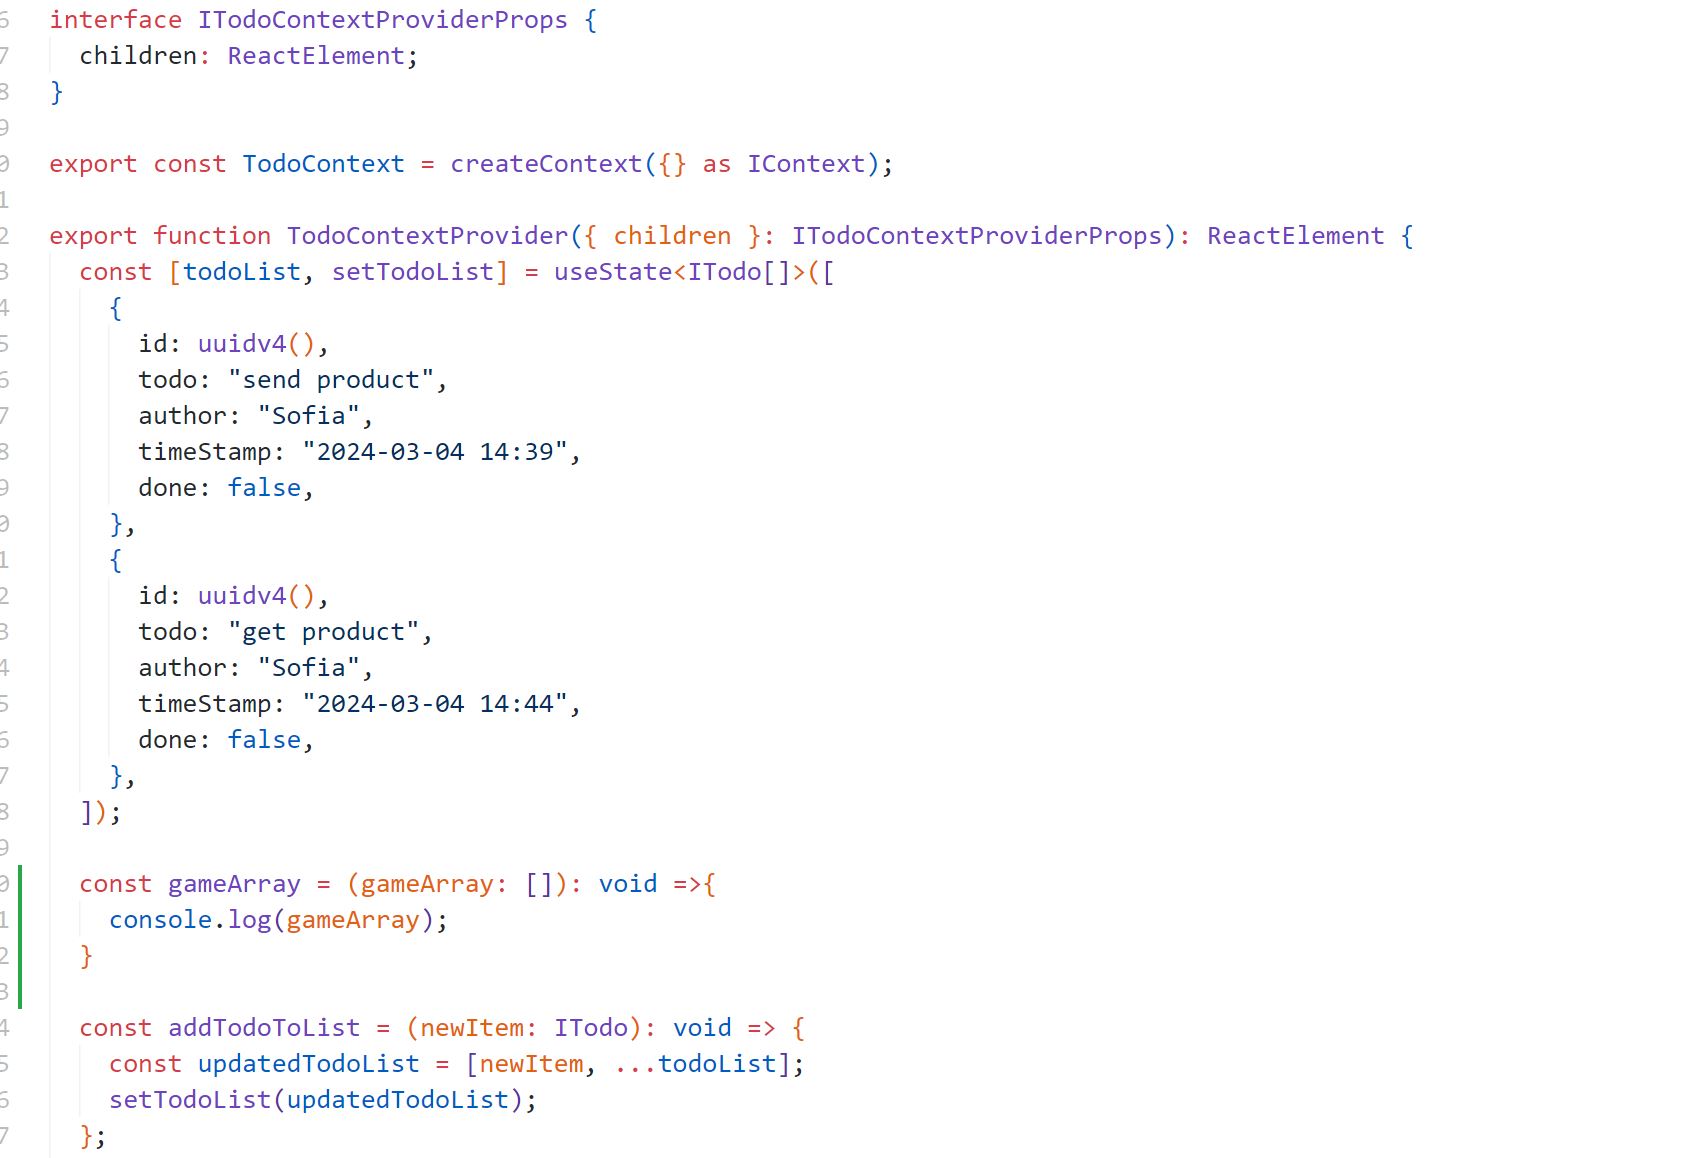 6 interface ITodoContextProviderProps {
7   children: ReactElement;
8 }
9
0 export const TodoContext = createContext({} as IContext);
1
2 export function TodoContextProvider({ children }: ITodoContextProviderProps): ReactElement {
3   const [todoList, setTodoList] = useState<ITodo[]>([
4     {
5       id: uuidv4(),
6       todo: "send product",
7       author: "Sofia",
8       timeStamp: "2024-03-04 14:39",
9       done: false,
0     },
1     {
2       id: uuidv4(),
3       todo: "get product",
4       author: "Sofia",
5       timeStamp: "2024-03-04 14:44",
6       done: false,
7     },
8   ]);
9
0   const gameArray = (gameArray: []): void =>{
1     console.log(gameArray);
2   }
3
4   const addTodoToList = (newItem: ITodo): void => {
5     const updatedTodoList = [newItem, ...todoList];
6     setTodoList(updatedTodoList);
7   };